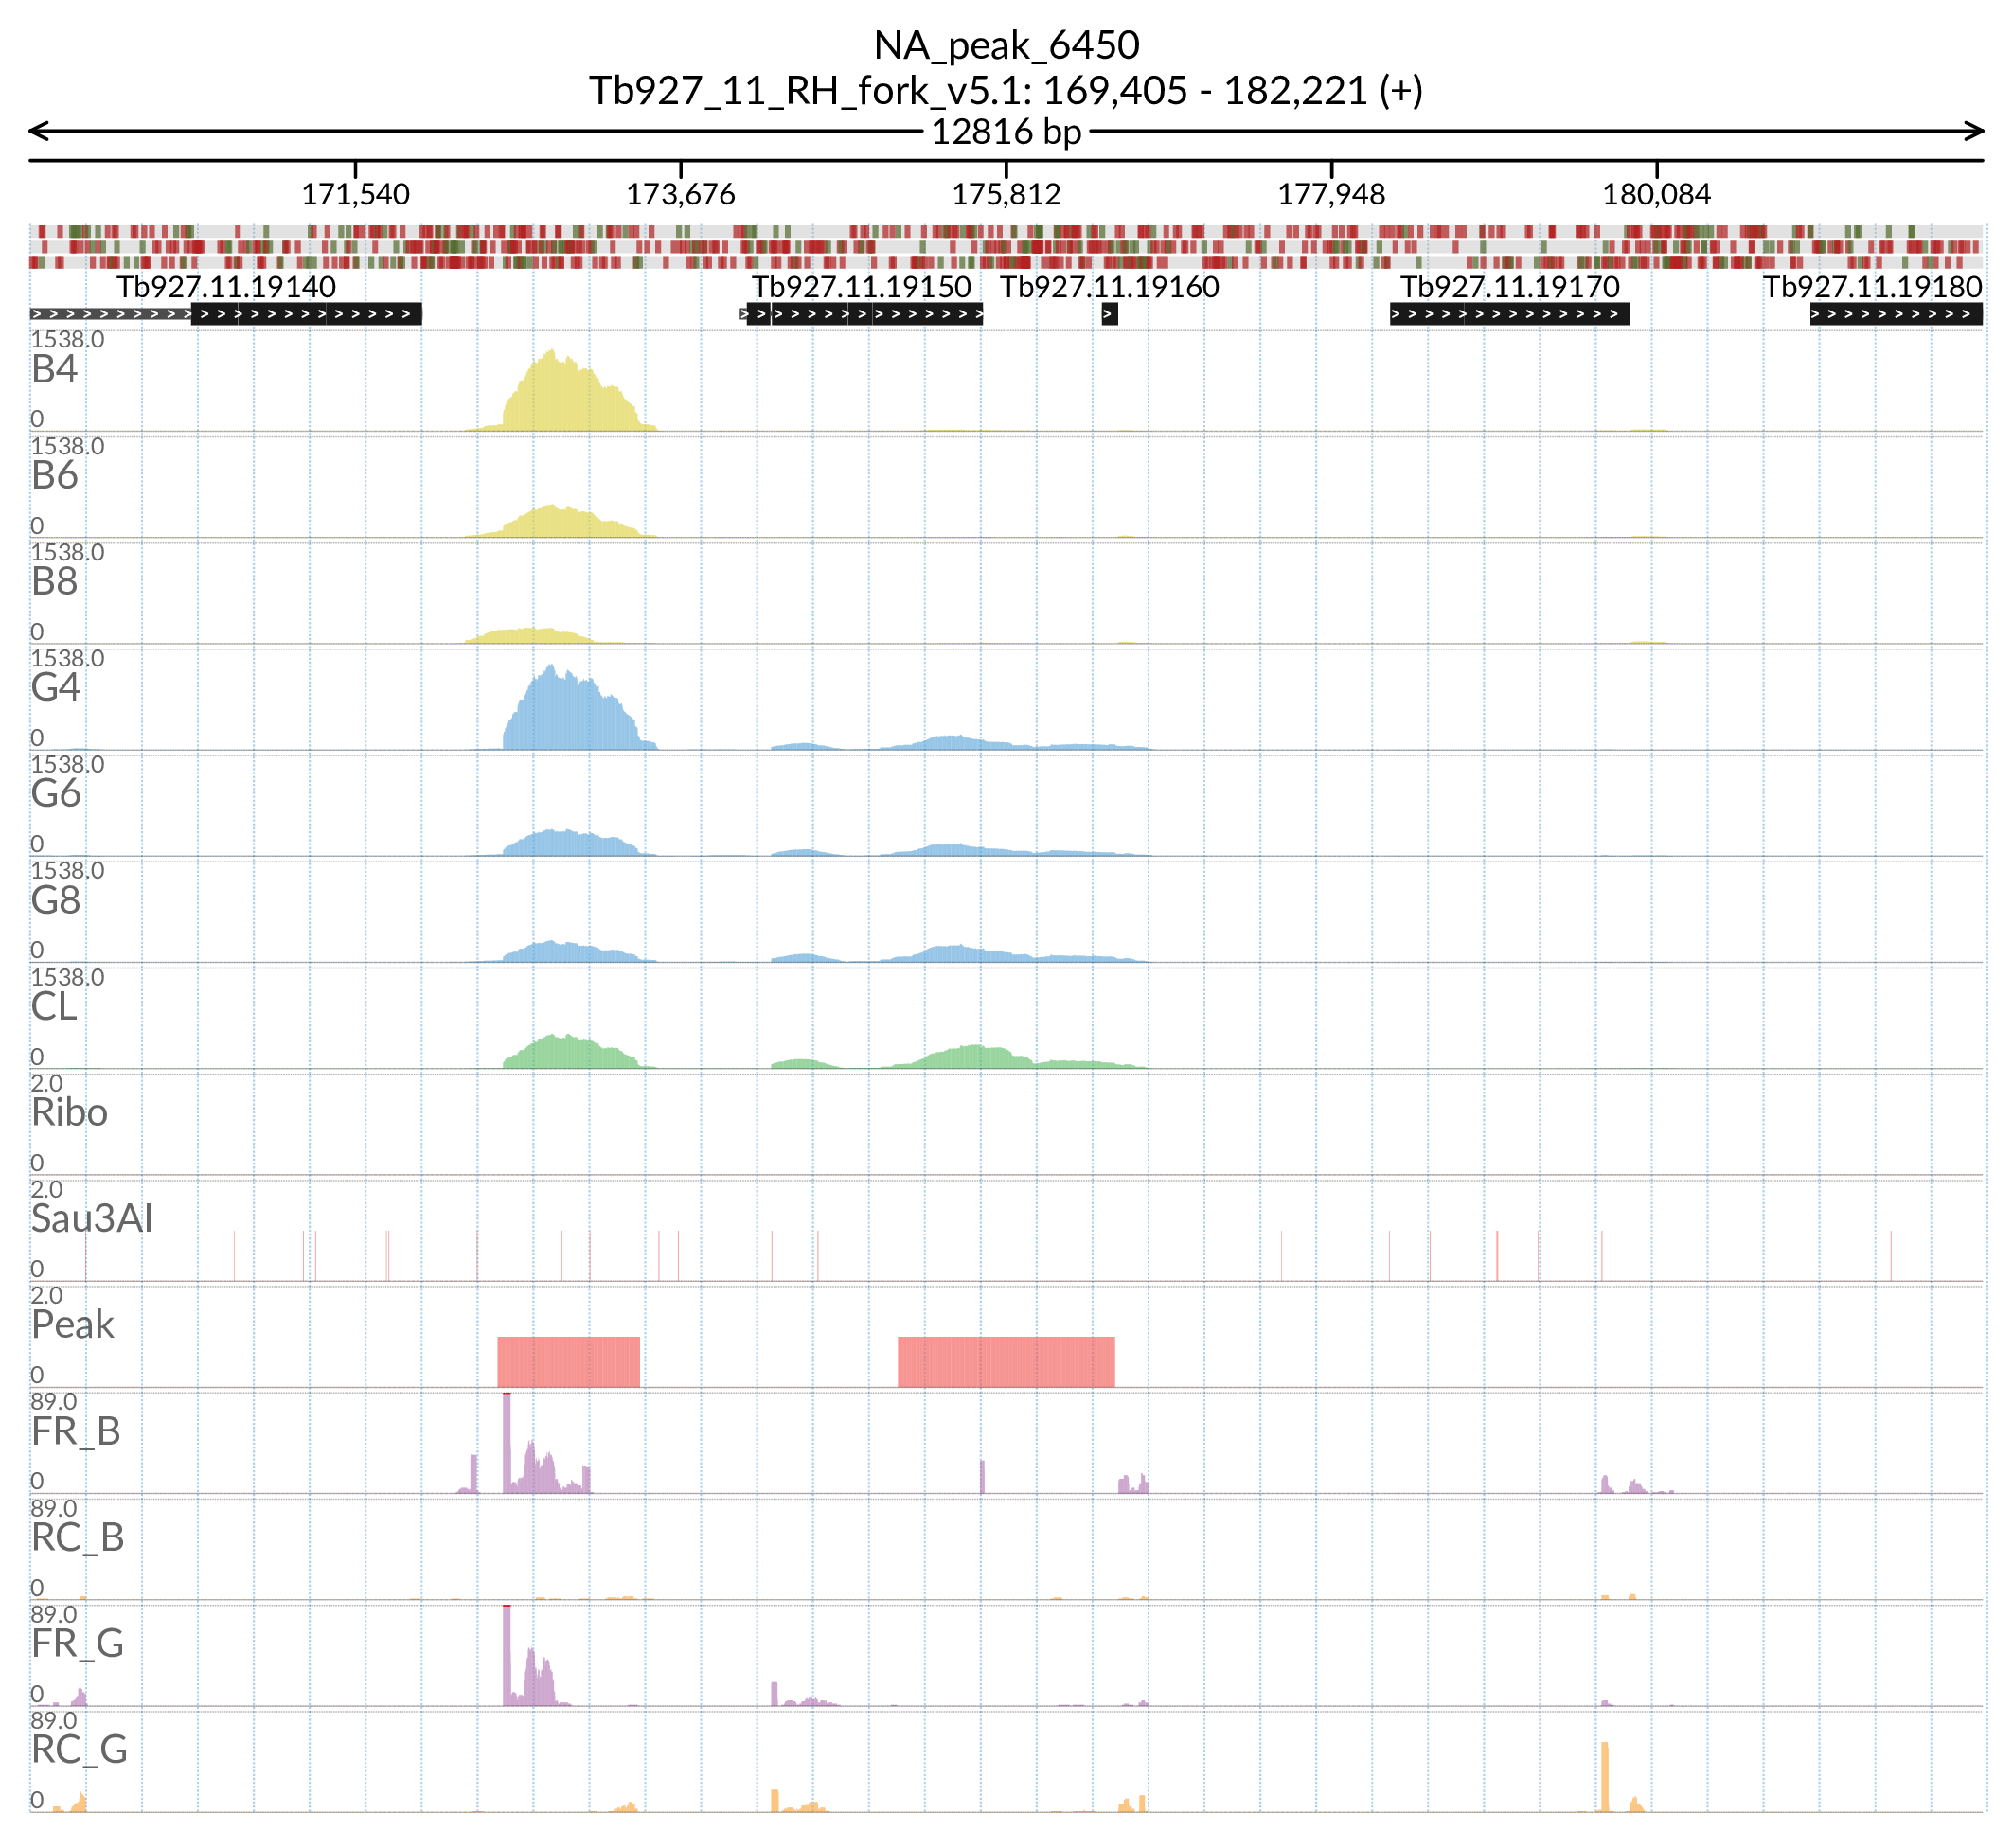 NA_peak_6450
Tb927_11_RH_fork_v5.1: 169,405 - 182,221 (+)
12816 bp
171,540 173,676 175,812 177,948 180,084
Tb927.11.19140 Tb927.11.19150 Tb927.11.19160 Tb927.11.19170 Tb927.11.19180
1538.0
B4
0
1538.0
B6
0
1538.0
B8
0
1538.0
G4
0
1538.0
G6
0
1538.0
G8
0
1538.0
CL
0
2.0
Ribo
0
2.0
Sau3AI
0
2.0
Peak
0
89.0
FR_B
0
89.0
RC_B
0
89.0
FR_G
0
89.0
RC_G
0